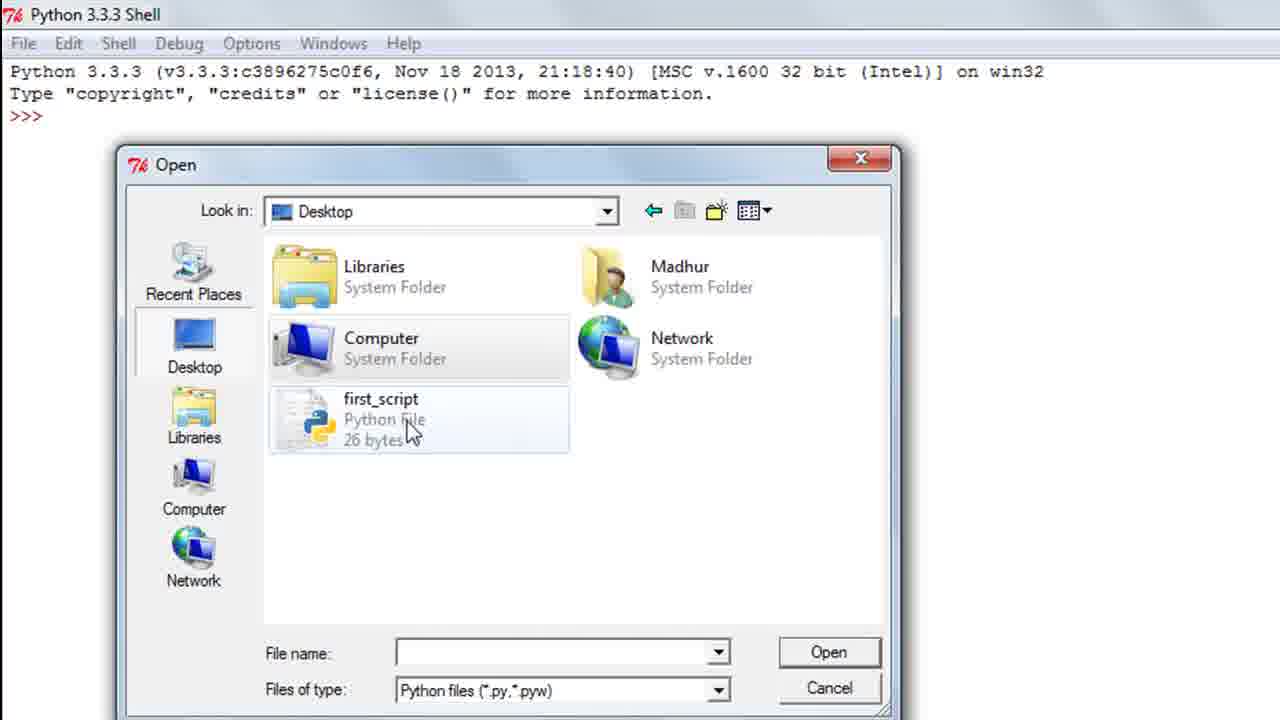 Python 3.3.3 Shell
File Edit Shell Debug Options Windows Help
Python 3.3.3 (v3.3.3:c3896275c0f6, Nov 18 2013, 21:18:40) [MSC v.1600 32 bit (Intel)] on win32
Type "copyright", "credits" or "license()" for more information.
>>>
Open
Look in: Desktop
Recent Places
Desktop
Libraries
Computer
Network
Libraries
System Folder
Madhur
System Folder
Computer
System Folder
Network
System Folder
first_script
Python File
26 bytes
File name:
Open
Files of type: Python files (*.py,*.pyw)
Cancel